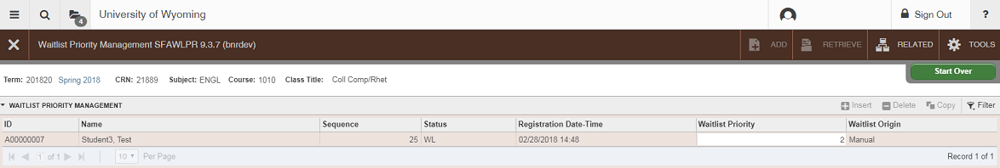 4 University of Wyoming Sign Out ?
Waitlist Priority Management SFAWLPR 9.3.7 (bnrdev) ADD RETRIEVE RELATED TOOLS
Start Over
Term: 201820 Spring 2018 CRN: 21889 Subject: ENGL Course: 1010 Class Title: Coll Comp/Rhet
WAITLIST PRIORITY MANAGEMENT Insert Delete Copy Filter
ID Name Sequence Status Registration Date-Time Waitlist Priority Waitlist Origin
A00000007 Student3, Test 25 WL 02/28/2018 14:48 2 Manual
1 of 1 10 Per Page Record 1 of 1